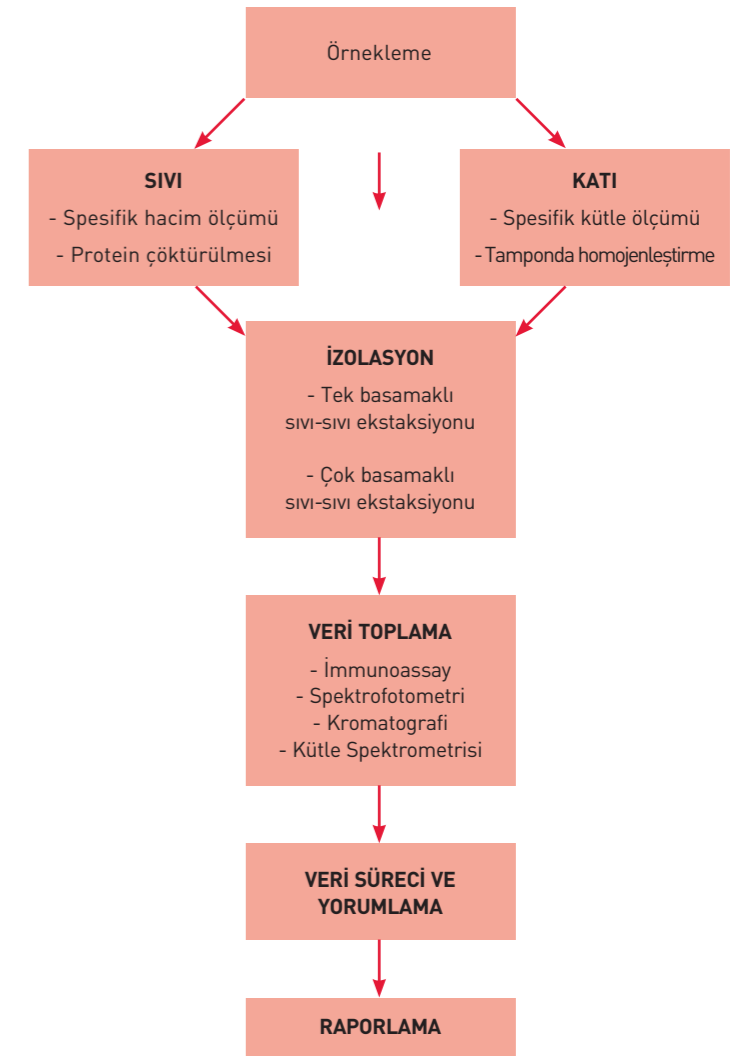 Örnekleme
SIVI
- Spesifik hacim ölçümü
- Protein çöktürülmesi
KATI
- Spesifik kütle ölçümü
- Tamponda homojenleştirme
İZOLASYON
- Tek basamaklı
sıvı-sıvı ekstaksiyonu
- Çok basamaklı
sıvı-sıvı ekstaksiyonu
VERİ TOPLAMA
- İmmunoassay
- Spektrofotometri
- Kromatografi
- Kütle Spektrometrisi
VERİ SÜRECİ VE
YORUMLAMA
RAPORLAMA